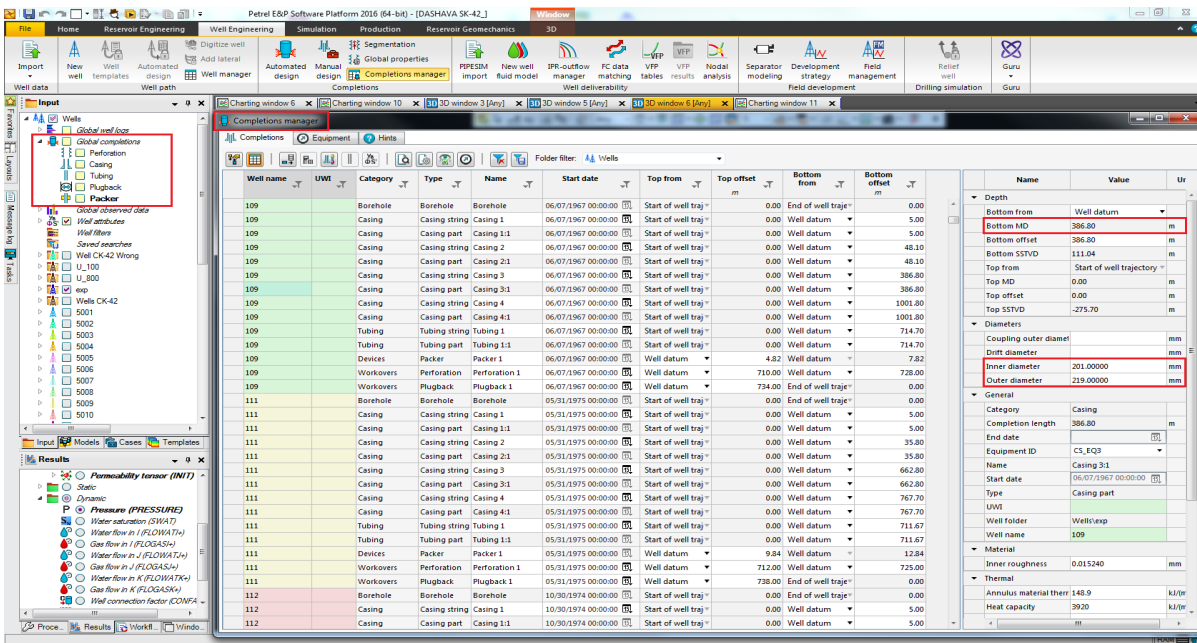 Petrel E&P Software Platform 2016 (64-bit) - [DASHAVA SK-42_]
Window
File Home Reservoir Engineering Well Engineering Simulation Production Reservoir Geomechanics 3D
Import
New well
Well templates
Automated design
Digitize well
Add lateral
Well manager
Automated design
Manual design
Segmentation
Global properties
Completions manager
PIPESIM import
New well fluid model
IPR-outflow manager
FC data matching
VFP tables
VFP results
Nodal analysis
Separator modeling
Development strategy
Field management
Relief well
Guru
Well data Well path Completions Well deliverability Field development Drilling simulation Guru
Favorites
Layouts
Message log
Tasks
Input
Wells
Global well logs
Global completions
Perforation
Casing
Tubing
Plugback
Packer
Global observed data
Well attributes
Well filters
Saved searches
Well CK-42 Wrong
U_100
U_800
exp
Wells CK-42
5001
5002
5003
5004
5005
5006
5007
5008
5009
5010
Input Models Cases Templates
Results
Permeability tensor (INIT)
Static
Dynamic
Pressure (PRESSURE)
Water saturation (SWAT)
Water flow in I (FLOWATI+)
Gas flow in I (FLOGASI+)
Water flow in J (FLOWATJ+)
Gas flow in J (FLOGASJ+)
Water flow in K (FLOWATK+)
Gas flow in K (FLOGASK+)
Well connection factor (CONFA
Proce... Results Workfl... Windo...
Charting window 6 Charting window 10 3D window 3 [Any] 3D window 5 [Any] 3D window 6 [Any] Charting window 11
Completions manager
Completions Equipment Hints
Folder filter: Wells
Well name UWI Category Type Name Start date Top from Top offset m Bottom from Bottom offset m
109 Borehole Borehole Borehole 06/07/1967 00:00:00 Start of well traj 0.00 End of well traje 0.00
109 Casing Casing string Casing 1 06/07/1967 00:00:00 Start of well traj 0.00 Well datum 5.00
109 Casing Casing part Casing 1:1 06/07/1967 00:00:00 Start of well traj 0.00 Well datum 5.00
109 Casing Casing string Casing 2 06/07/1967 00:00:00 Start of well traj 0.00 Well datum 48.10
109 Casing Casing part Casing 2:1 06/07/1967 00:00:00 Start of well traj 0.00 Well datum 48.10
109 Casing Casing string Casing 3 06/07/1967 00:00:00 Start of well traj 0.00 Well datum 386.80
109 Casing Casing part Casing 3:1 06/07/1967 00:00:00 Start of well traj 0.00 Well datum 386.80
109 Casing Casing string Casing 4 06/07/1967 00:00:00 Start of well traj 0.00 Well datum 1001.80
109 Casing Casing part Casing 4:1 06/07/1967 00:00:00 Start of well traj 0.00 Well datum 1001.80
109 Tubing Tubing string Tubing 1 06/07/1967 00:00:00 Start of well traj 0.00 Well datum 714.70
109 Tubing Tubing part Tubing 1:1 06/07/1967 00:00:00 Start of well traj 0.00 Well datum 714.70
109 Devices Packer Packer 1 06/07/1967 00:00:00 Well datum 4.82 Well datum 7.82
109 Workovers Perforation Perforation 1 06/07/1967 00:00:00 Well datum 710.00 Well datum 728.00
109 Workovers Plugback Plugback 1 06/07/1967 00:00:00 Well datum 734.00 End of well traje 0.00
111 Borehole Borehole Borehole 05/31/1975 00:00:00 Start of well traj 0.00 End of well traje 0.00
111 Casing Casing string Casing 1 05/31/1975 00:00:00 Start of well traj 0.00 Well datum 5.00
111 Casing Casing part Casing 1:1 05/31/1975 00:00:00 Start of well traj 0.00 Well datum 5.00
111 Casing Casing string Casing 2 05/31/1975 00:00:00 Start of well traj 0.00 Well datum 35.80
111 Casing Casing part Casing 2:1 05/31/1975 00:00:00 Start of well traj 0.00 Well datum 35.80
111 Casing Casing string Casing 3 05/31/1975 00:00:00 Start of well traj 0.00 Well datum 662.80
111 Casing Casing part Casing 3:1 05/31/1975 00:00:00 Start of well traj 0.00 Well datum 662.80
111 Casing Casing string Casing 4 05/31/1975 00:00:00 Start of well traj 0.00 Well datum 767.70
111 Casing Casing part Casing 4:1 05/31/1975 00:00:00 Start of well traj 0.00 Well datum 767.70
111 Tubing Tubing string Tubing 1 05/31/1975 00:00:00 Start of well traj 0.00 Well datum 711.67
111 Tubing Tubing part Tubing 1:1 05/31/1975 00:00:00 Start of well traj 0.00 Well datum 711.67
111 Devices Packer Packer 1 05/31/1975 00:00:00 Well datum 9.84 Well datum 12.84
111 Workovers Perforation Perforation 1 05/31/1975 00:00:00 Well datum 712.00 Well datum 725.00
111 Workovers Plugback Plugback 1 05/31/1975 00:00:00 Well datum 738.00 End of well traje 0.00
112 Borehole Borehole Borehole 10/30/1974 00:00:00 Start of well traj 0.00 End of well traje 0.00
112 Casing Casing string Casing 1 10/30/1974 00:00:00 Start of well traj 0.00 Well datum 5.00
112 Casing Casing part Casing 1:1 10/30/1974 00:00:00 Start of well traj 0.00 Well datum 5.00
Name Value Ur
Depth
Bottom from Well datum
Bottom MD 386.80 m
Bottom offset 386.80 m
Bottom SSTVD 111.04 m
Top from Start of well trajectory
Top MD 0.00 m
Top offset 0.00 m
Top SSTVD -275.70 m
Diameters
Coupling outer diamet mm
Drift diameter mm
Inner diameter 201.00000 mm
Outer diameter 219.00000 mm
General
Category Casing
Completion length 386.80 m
End date
Equipment ID CS_EQ3
Name Casing 3:1
Start date 06/07/1967 00:00:00
Type Casing part
UWI
Well folder Wells\exp
Well name 109
Material
Inner roughness 0.015240 mm
Thermal
Annulus material therr 148.9 kJ/(m
Heat capacity 3920 kJ/(m